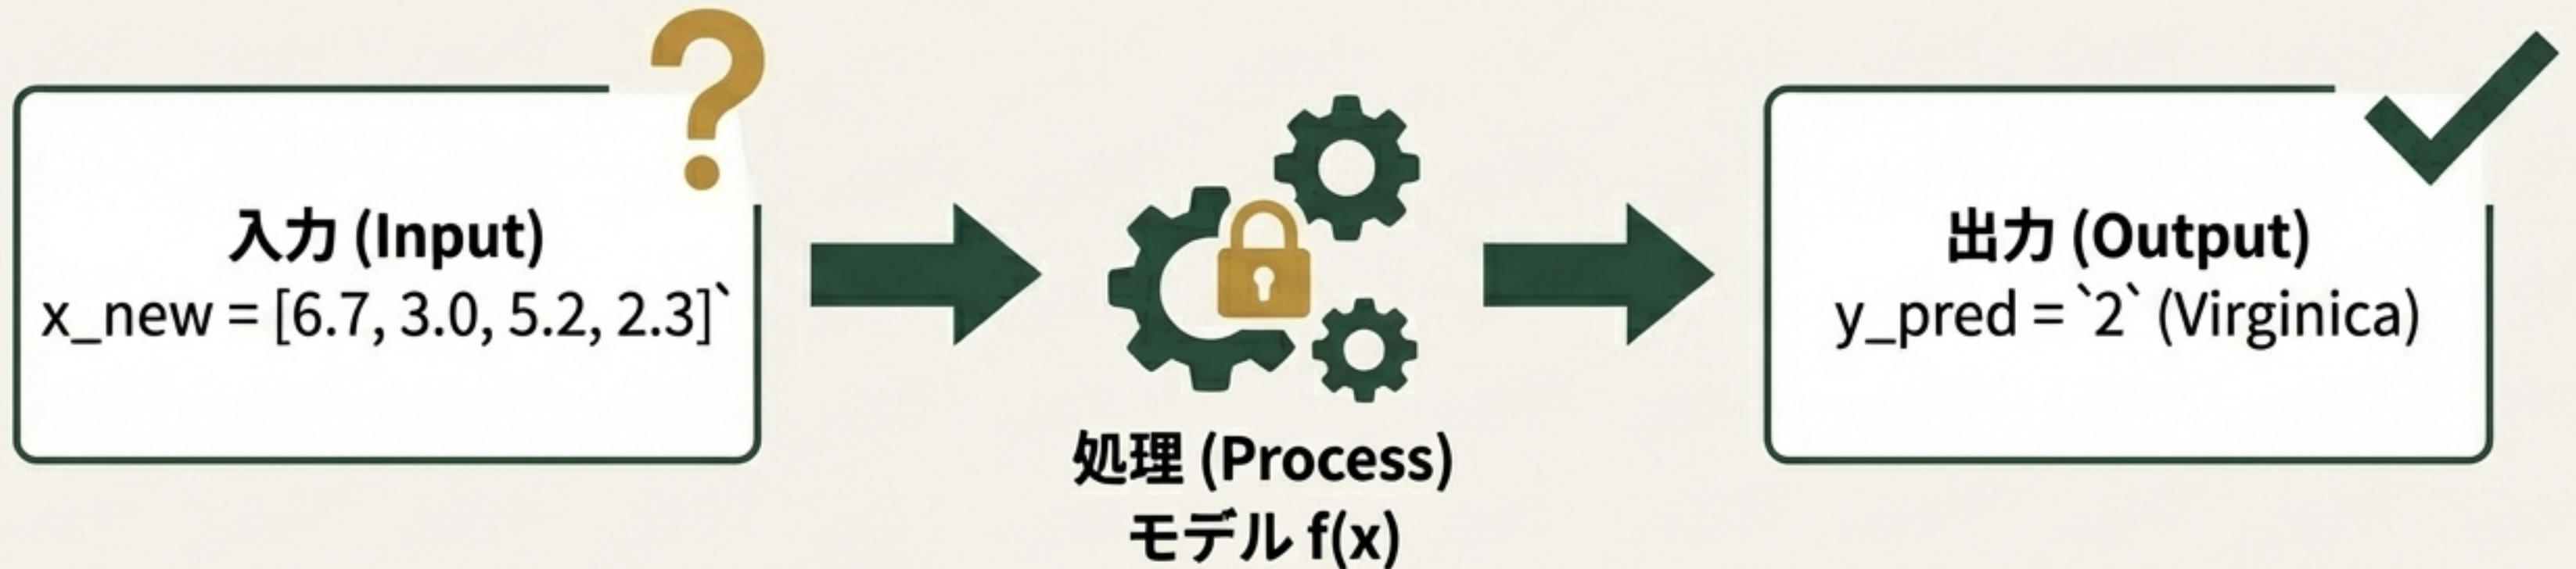 入力 (Input)
x_new = [6.7, 3.0, 5.2, 2.3]`
処理 (Process)
モデル f(x)
出力 (Output)
y_pred = `2` (Virginica)